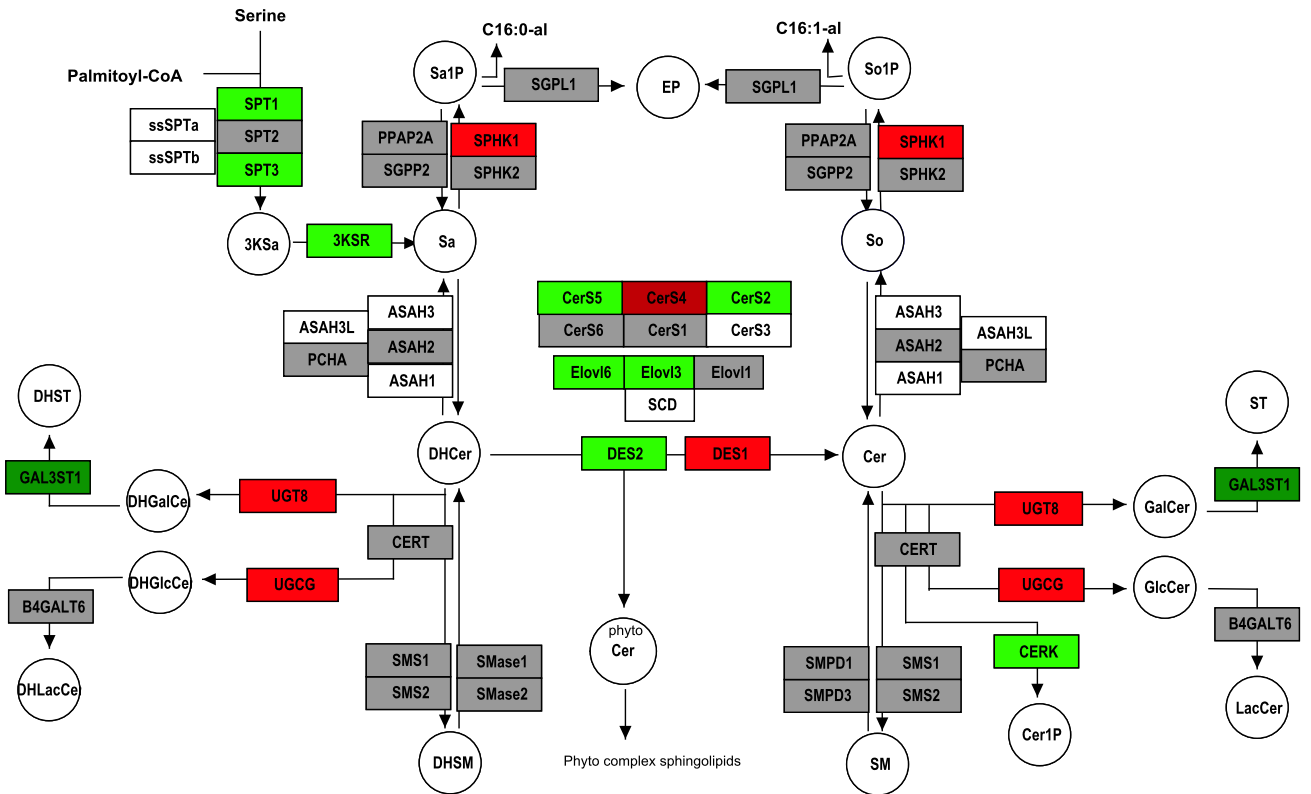 Serine
C16:0-al
C16:1-al
Palmitoyl-CoA
Sa1P
SGPL1
EP
SGPL1
So1P
SPT1
ssSPTa
SPT2
ssSPTb
SPT3
PPAP2A
SPHK1
SGPP2
SPHK2
PPAP2A
SPHK1
SGPP2
SPHK2
3KSa
3KSR
Sa
So
CerS5
CerS4
CerS2
CerS6
CerS1
CerS3
ASAH3
ASAH3L
ASAH2
PCHA
ASAH1
ASAH3
ASAH3L
ASAH2
PCHA
ASAH1
Elovl6
Elovl3
Elovl1
SCD
DHST
ST
DHCer
DES2
DES1
Cer
GAL3ST1
DHGalCer
UGT8
UGT8
GalCer
GAL3ST1
CERT
CERT
DHGlcCer
UGCG
UGCG
GlcCer
B4GALT6
B4GALT6
phyto
Cer
CERK
SMS1
SMase1
SMS2
SMase2
SMPD1
SMS1
SMPD3
SMS2
DHLacCer
LacCer
Cer1P
DHSM
Phyto complex sphingolipids
SM